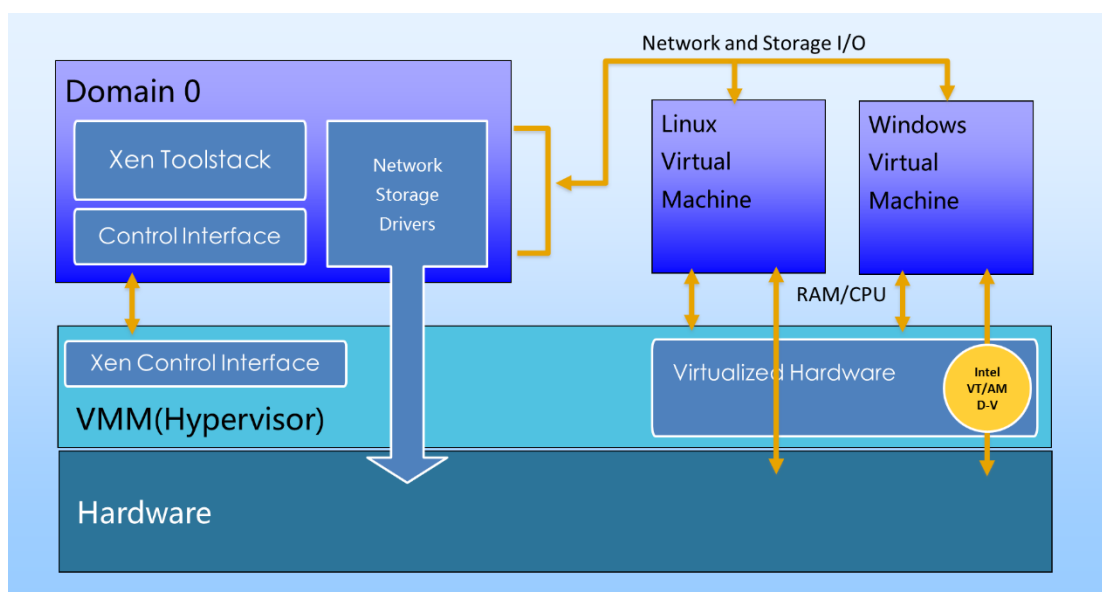 Network and Storage I/O
Domain 0
Xen Toolstack
Control Interface
Network
Storage
Drivers
Linux
Virtual
Machine
Windows
Virtual
Machine
RAM/CPU
Xen Control Interface
VMM(Hypervisor)
Virtualized Hardware
Intel
VT/AM
D-V
Hardware